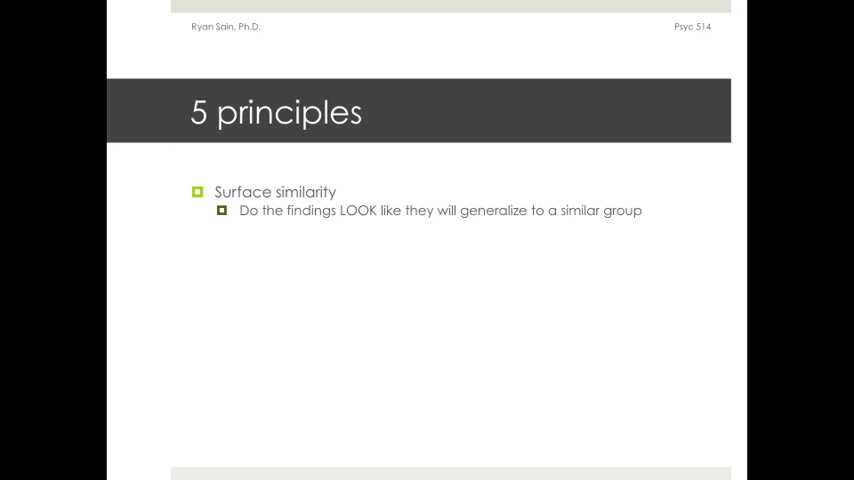 Ryan Sain, Ph.D.
Psyc 514
5 principles
Surface similarity
Do the findings LOOK like they will generalize to a similar group